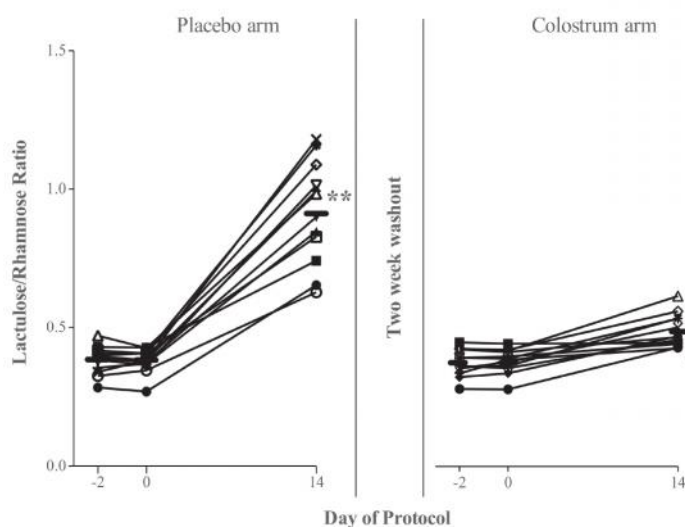 Placebo arm
Colostrum arm
Lactulose/Rhamnose Ratio
1.5
1.0
0.5
0.0
**
Two week washout
-2 0 14
-2 0 14
Day of Protocol